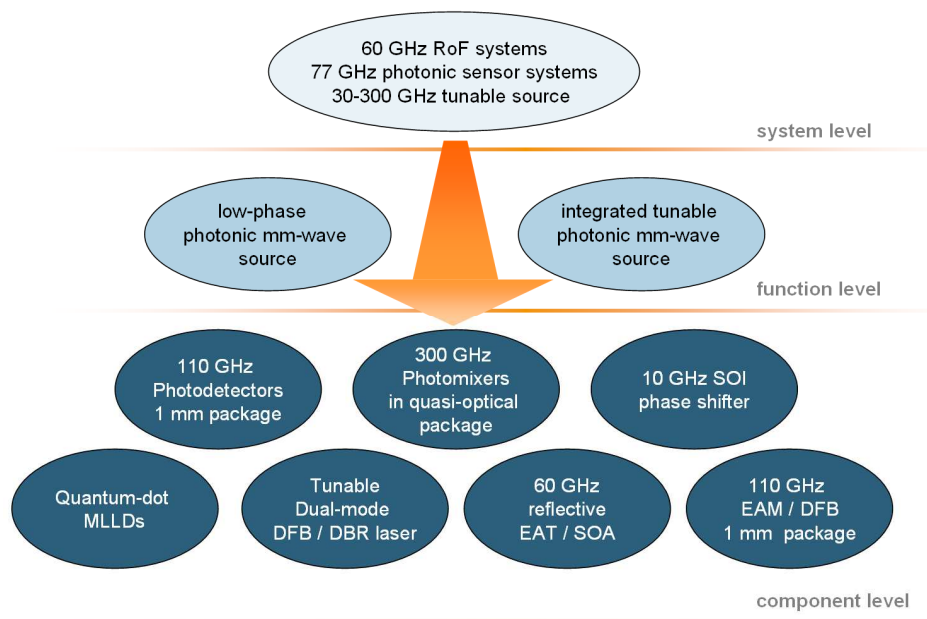 60 GHz RoF systems
77 GHz photonic sensor systems
30-300 GHz tunable source
system level
low-phase
photonic mm-wave
source
integrated tunable
photonic mm-wave
source
function level
110 GHz
Photodetectors
1 mm package
300 GHz
Photomixers
in quasi-optical
package
10 GHz SOI
phase shifter
Quantum-dot
MLLDs
Tunable
Dual-mode
DFB / DBR laser
60 GHz
reflective
EAT / SOA
110 GHz
EAM / DFB
1 mm package
component level